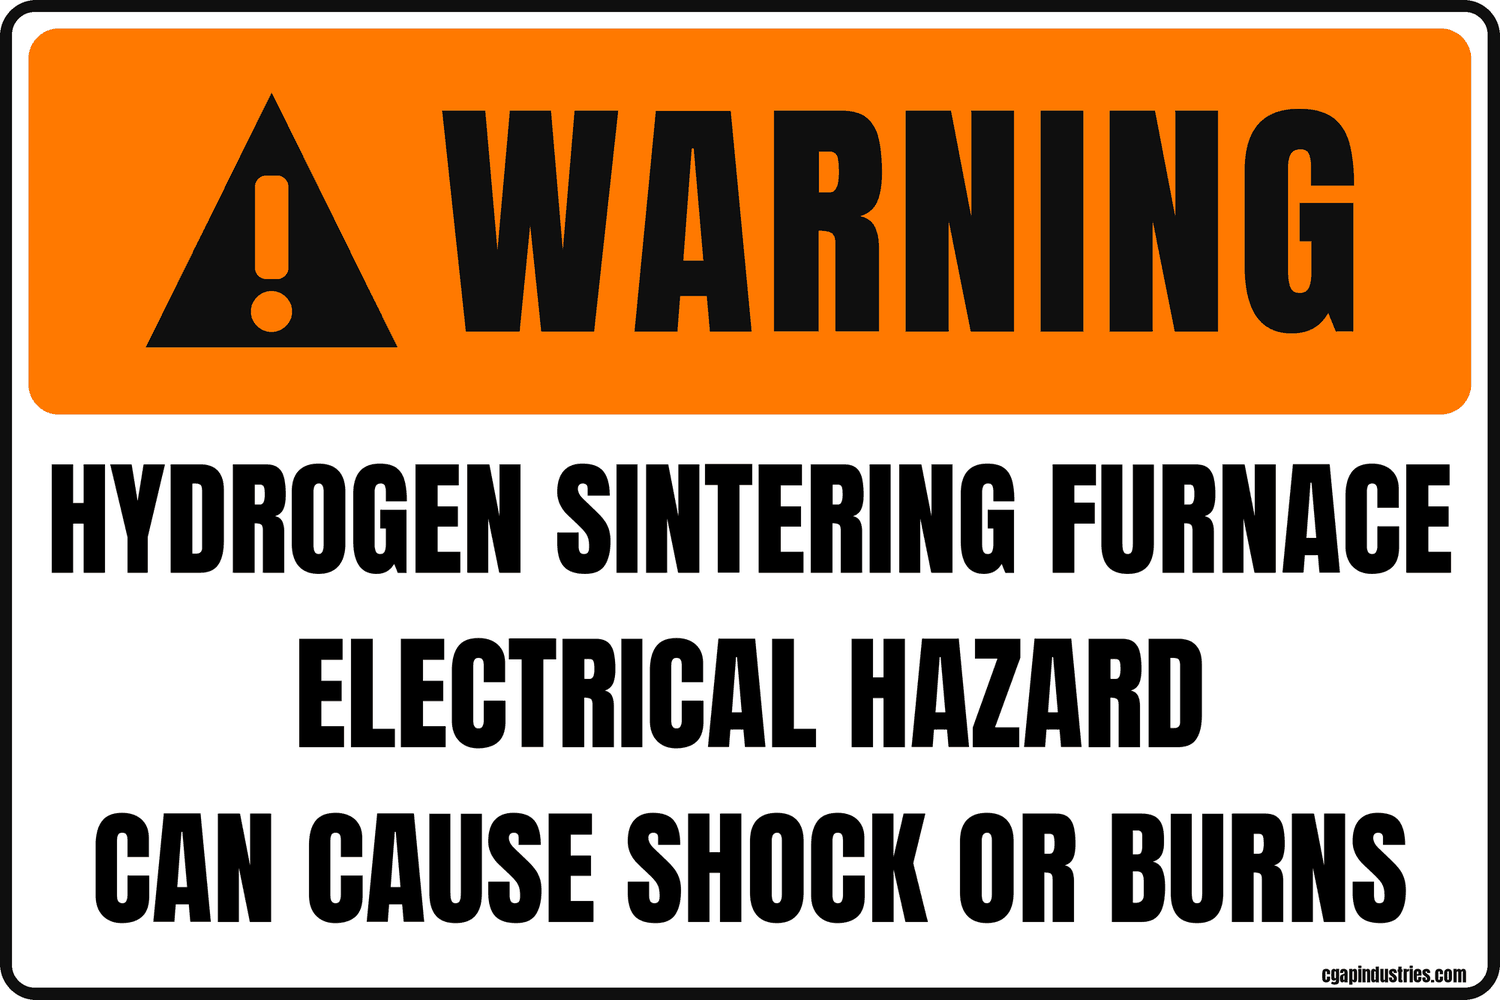 WARNING
HYDROGEN SINTERING FURNACE
ELECTRICAL HAZARD
CAN CAUSE SHOCK OR BURNS
cgapindustries.com